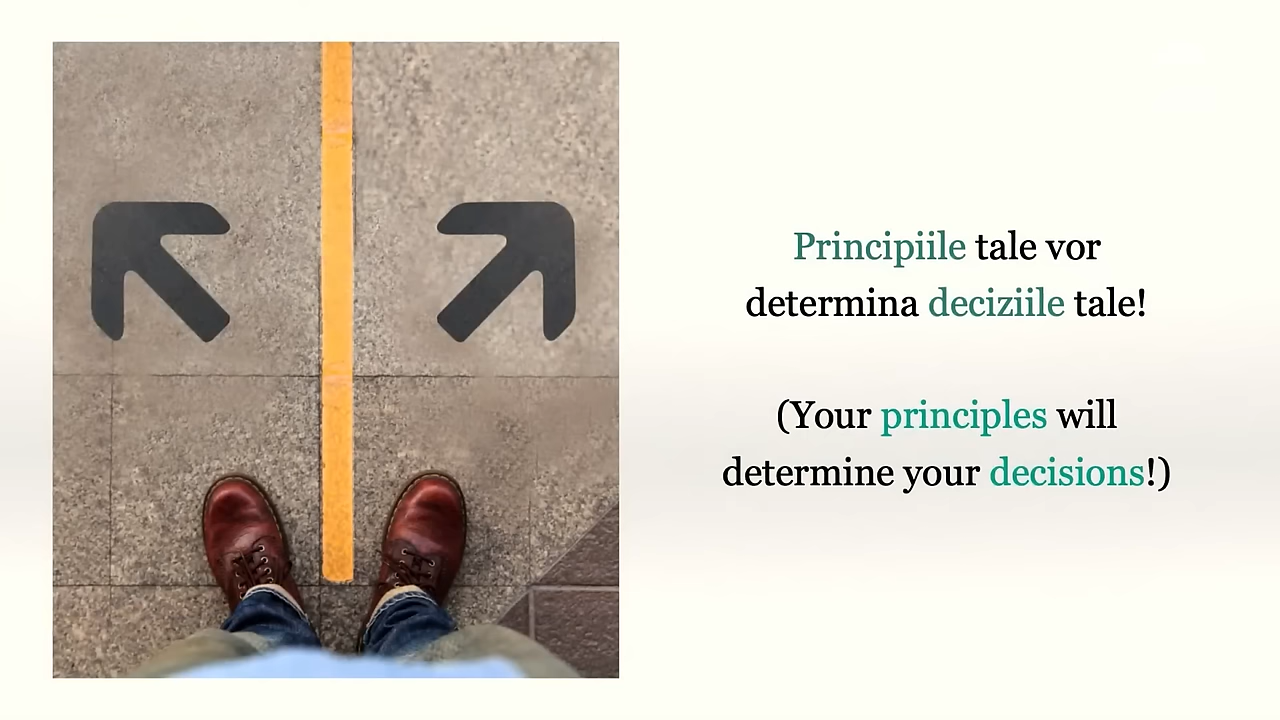 Principiile tale vor
determina deciziile tale!
(Your principles will
determine your decisions!)